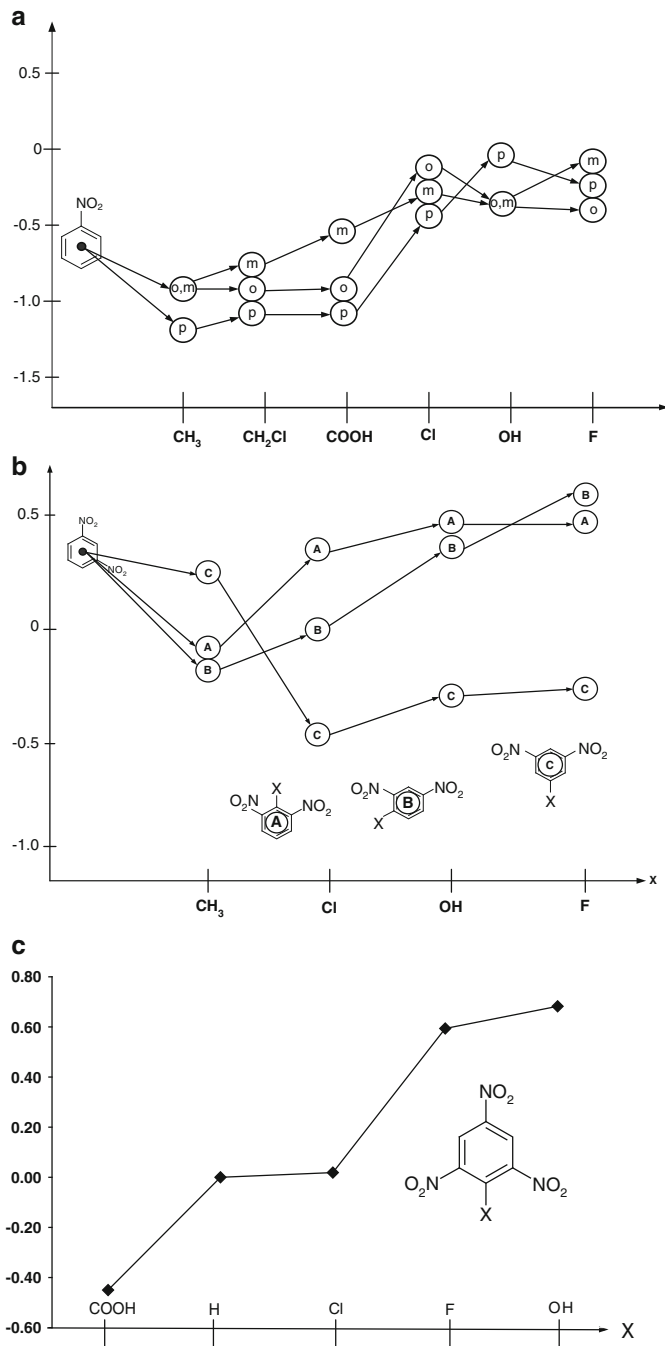 a
0.5
0
-0.5
-1.0
-1.5
NO₂
o,m
p
m
o
p
m
o
p
o
m
p
p
o,m
m
p
o
CH₃ CH₂Cl COOH Cl OH F
b
0.5
0
-0.5
-1.0
NO₂
NO₂
C
A
B
A
B
C
A
B
C
B
A
C
X
O₂N NO₂
A
O₂N NO₂
B
X
O₂N NO₂
C
X
x
CH₃ Cl OH F
c
0.80
0.60
0.40
0.20
0.00
0.20
-0.40
-0.60
NO₂
O₂N NO₂
X
COOH H Cl F OH
X